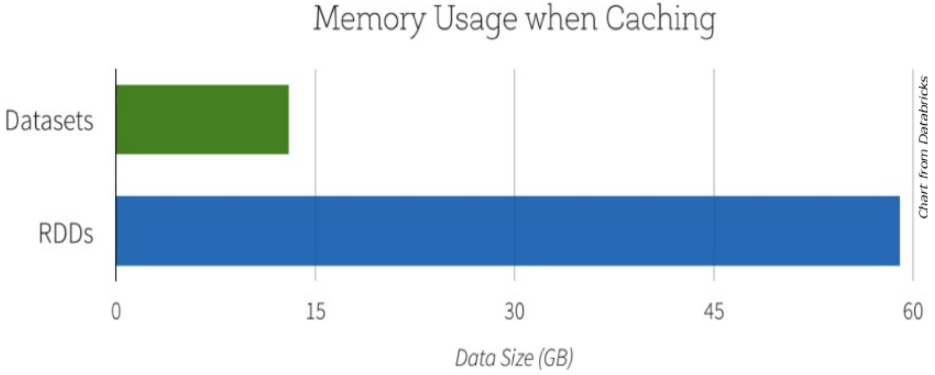 Memory Usage when Caching
Datasets
RDDs
0 15 30 45 60
Data Size (GB)
Chart from Databricks